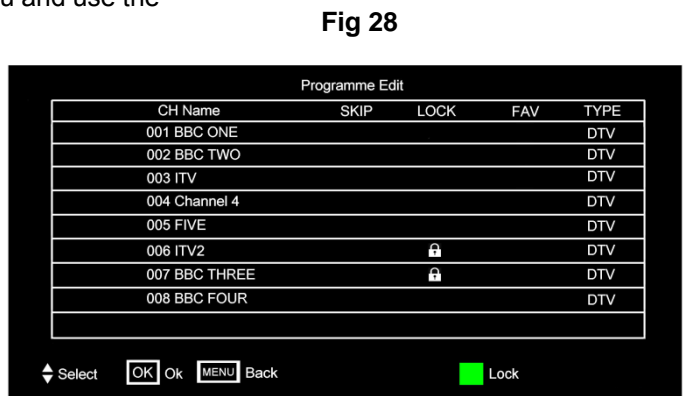 u and use the
Fig 28
Programme Edit
CH Name SKIP LOCK FAV TYPE
001 BBC ONE DTV
002 BBC TWO DTV
003 ITV DTV
004 Channel 4 DTV
005 FIVE DTV
006 ITV2 DTV
007 BBC THREE DTV
008 BBC FOUR DTV
Select OK Ok MENU Back Lock